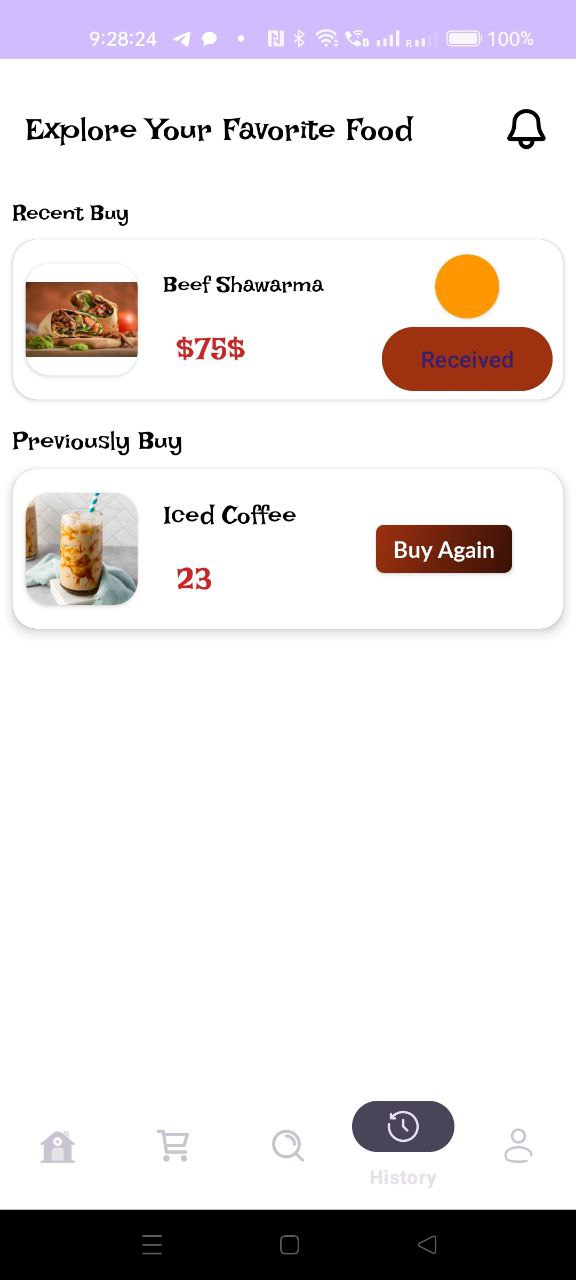 9:28:24 100%
Explore Your Favorite Food
Recent Buy
Beef Shawarma
$75$
Received
Previously Buy
Iced Coffee
23
Buy Again
History